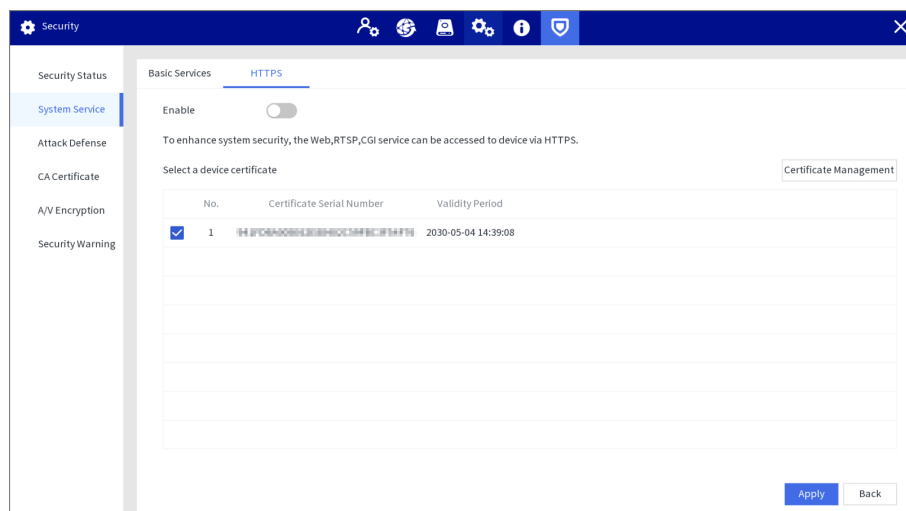 Security
Security Status
System Service
Attack Defense
CA Certificate
A/V Encryption
Security Warning
Basic Services HTTPS
Enable
To enhance system security, the Web,RTSP,CGI service can be accessed to device via HTTPS.
Select a device certificate Certificate Management
No. Certificate Serial Number Validity Period
1 2030-05-04 14:39:08
Apply Back